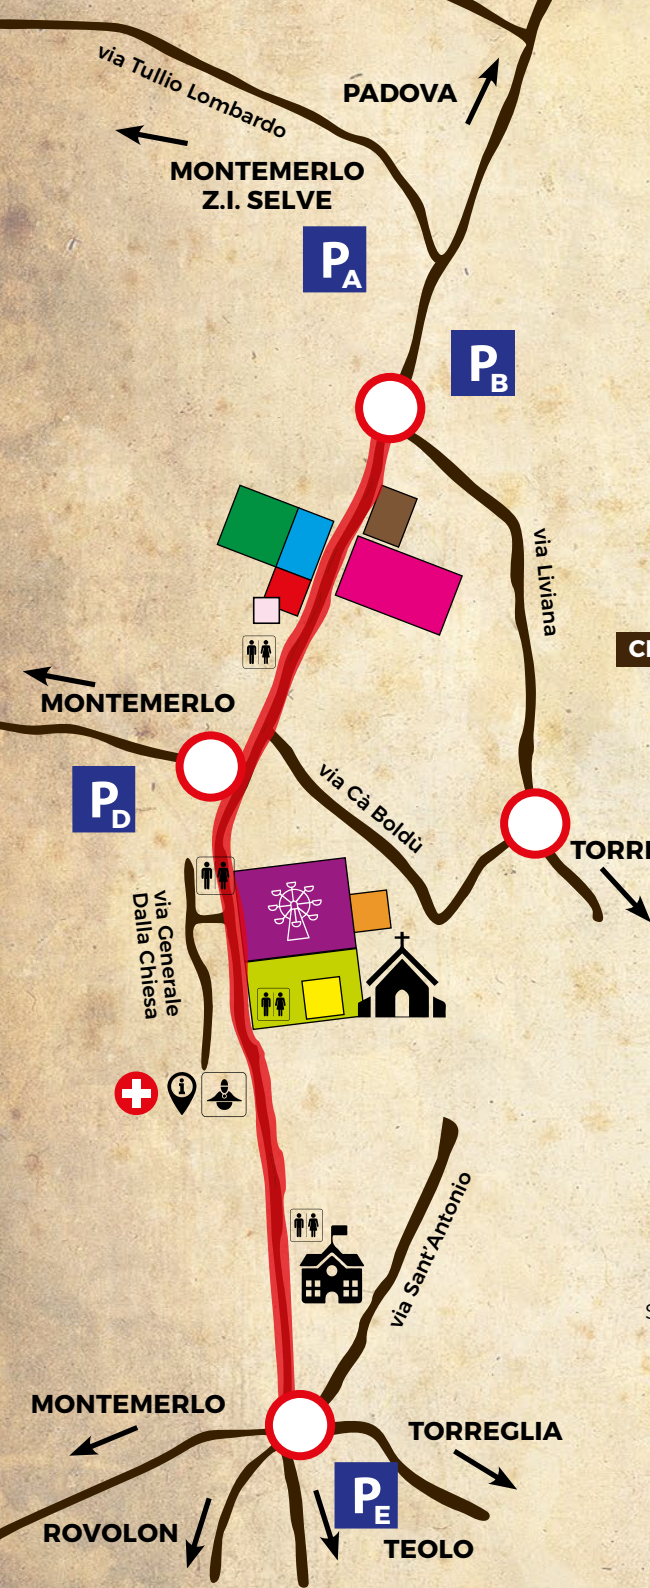 via Tullio Lombardo
PADOVA
MONTEMERLO
Z.I. SELVE
PA
PB
via Liviana
MONTEMERLO
PD
via Cà Boldù
via Generale
Dalla Chiesa
i
via Sant'Antonio
MONTEMERLO
TORREGLIA
PE
ROVOLON
TEOLO